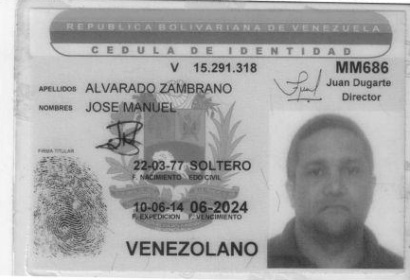 REPUBLICA BOLIVARIANA DE VENEZUELA
CEDULA DE IDENTIDAD
V 15.291.318 MM686
Juan Dugarte
Director
APELLIDOS ALVARADO ZAMBRANO
NOMBRES JOSE MANUEL
FIRMA TITULAR
22-03-77 SOLTERO
F. NACIMIENTO EDO CIVIL
10-06-14 06-2024
F. EXPEDICION F. VENCIMIENTO
VENEZOLANO